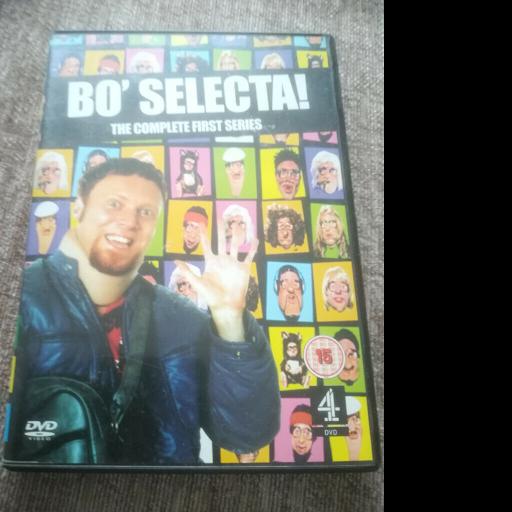 BO' SELECTA!
THE COMPLETE FIRST SERIES
15
4
DVD
DVD
VIDEO